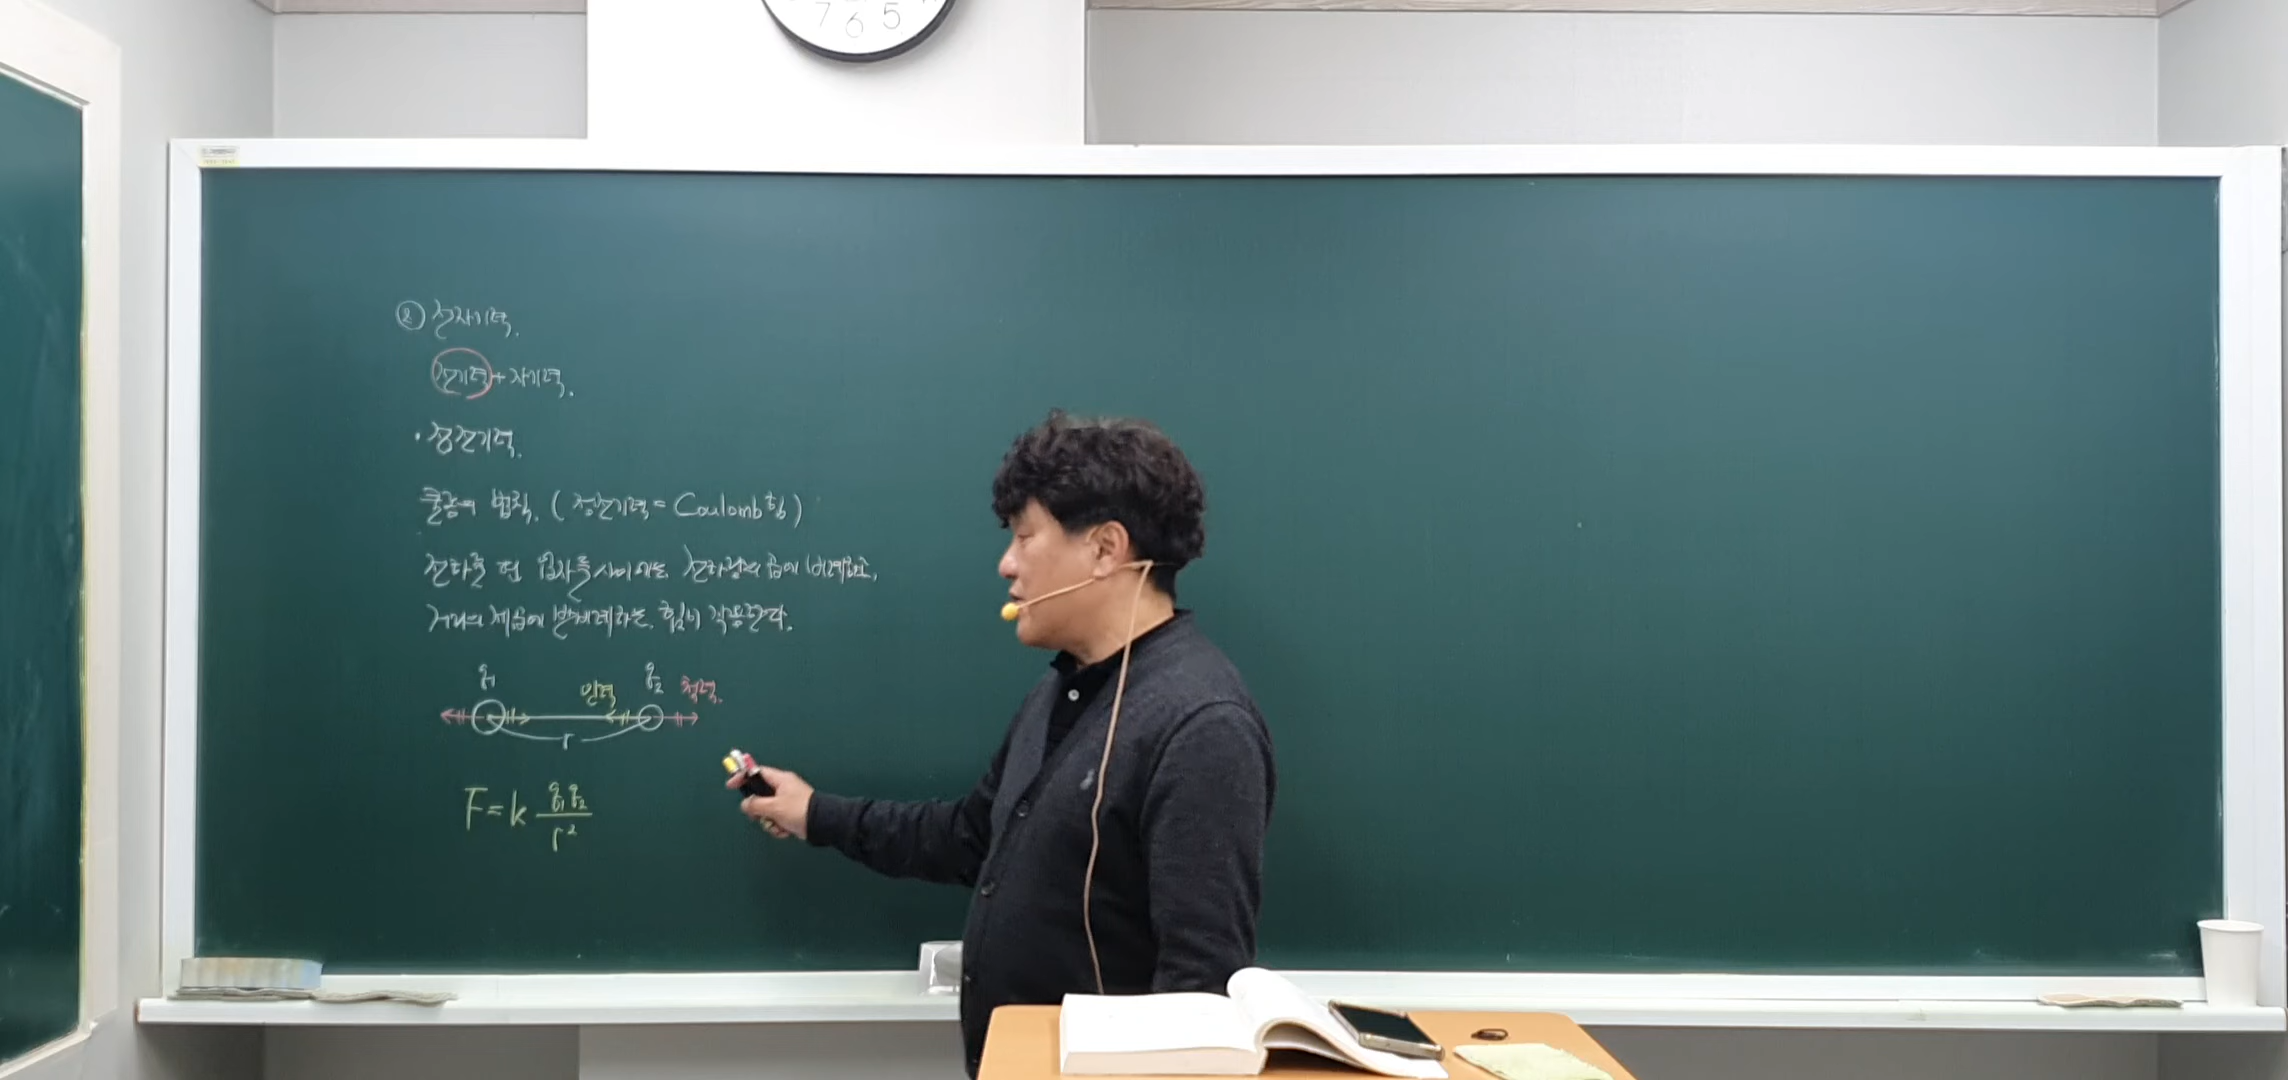 7 6 5
② 전자기력.
전기력 + 자기력.
· 정전기력.
쿨롱의 법칙. ( 정전기력 = Coulomb 힘 )
전하를 띤 입자들 사이에는 전하량의 곱에 비례하고,
거리의 제곱에 반비례하는 힘이 작용한다.
q₁ 인력 q₂ 척력.
r
F = k q₁q₂ / r²